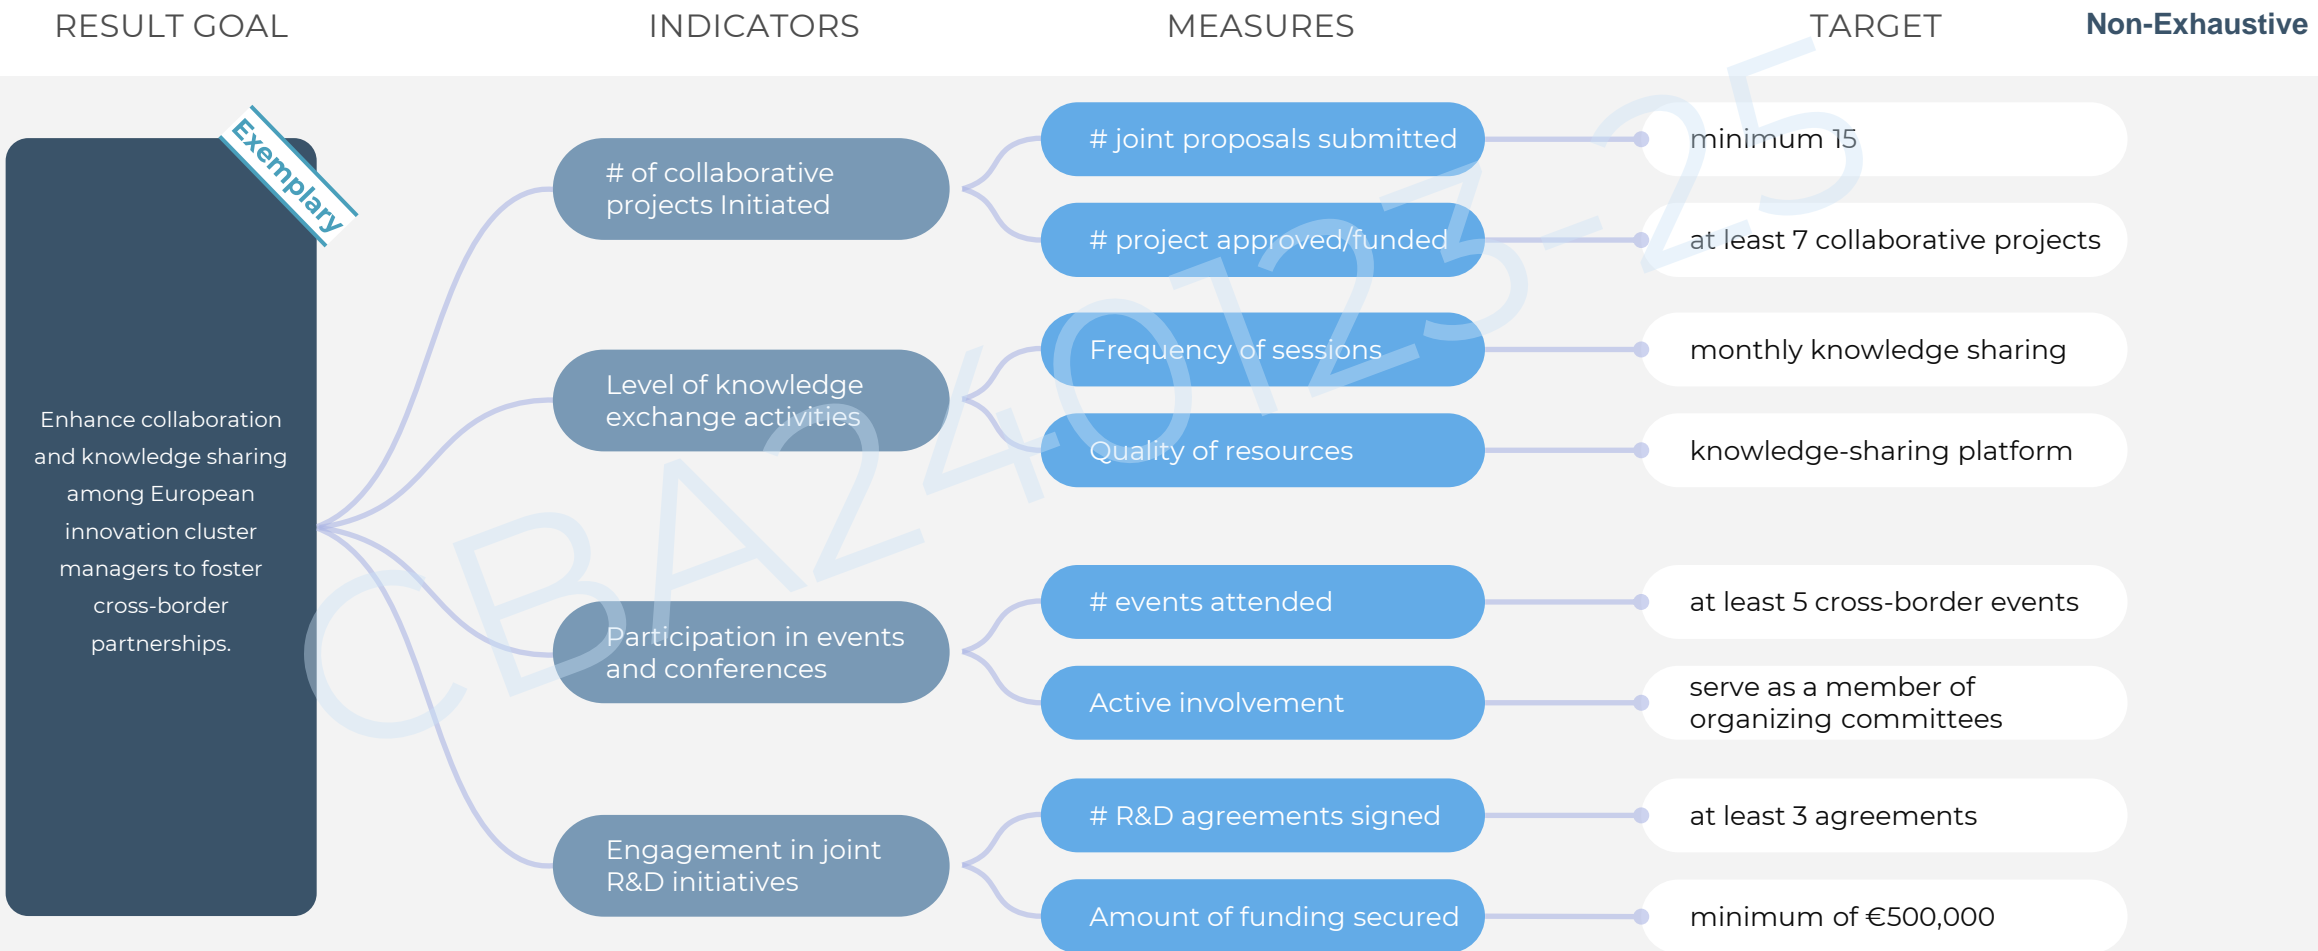 RESULT GOAL
INDICATORS
MEASURES
TARGET
Non-Exhaustive
Exemplary
Enhance collaboration
and knowledge sharing
among European
innovation cluster
managers to foster
cross-border
partnerships.
# of collaborative
projects Initiated
# joint proposals submitted
minimum 15
# project approved/funded
at least 7 collaborative projects
Level of knowledge
exchange activities
Frequency of sessions
monthly knowledge sharing
Quality of resources
knowledge-sharing platform
Participation in events
and conferences
# events attended
at least 5 cross-border events
Active involvement
serve as a member of
organizing committees
Engagement in joint
R&D initiatives
# R&D agreements signed
at least 3 agreements
Amount of funding secured
minimum of €500,000
CBA240123-25